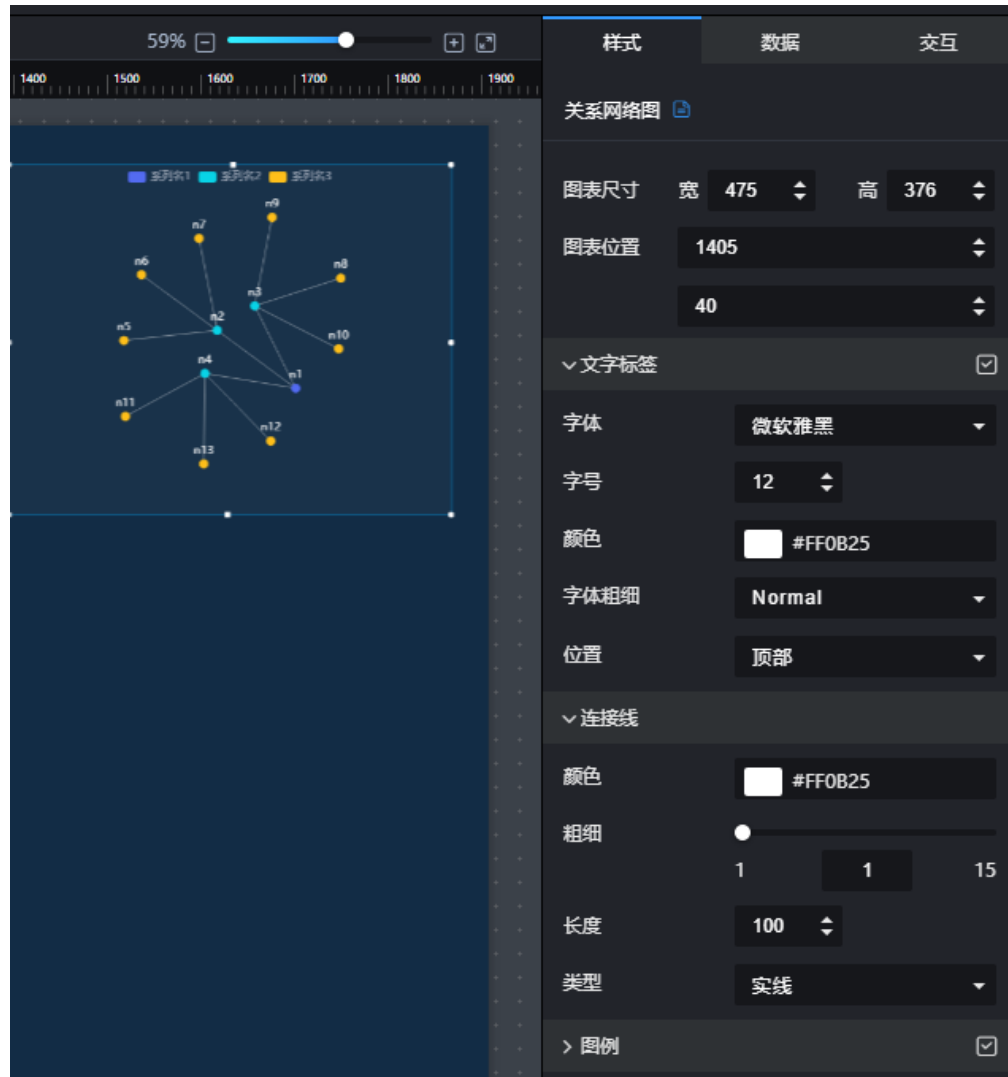 59%
样式 数据 交互
1400 1500 1600 1700 1800 1900
关系网络图
系列名1 系列名2 系列名3
n9
n7
n6
n8
n3
n2
n5
n10
n4
n1
n11
n12
n13
图表尺寸 宽 475 高 376
图表位置 1405
40
文字标签
字体 微软雅黑
字号 12
颜色 #FF0B25
字体粗细 Normal
位置 顶部
连接线
颜色 #FF0B25
粗细
1 1 15
长度 100
类型 实线
图例